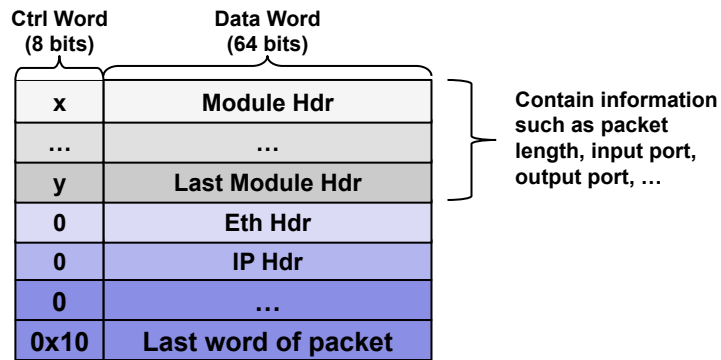 Ctrl Word
(8 bits)
Data Word
(64 bits)
x Module Hdr
... ...
y Last Module Hdr
0 Eth Hdr
0 IP Hdr
0 ...
0x10 Last word of packet
Contain information
such as packet
length, input port,
output port, ...